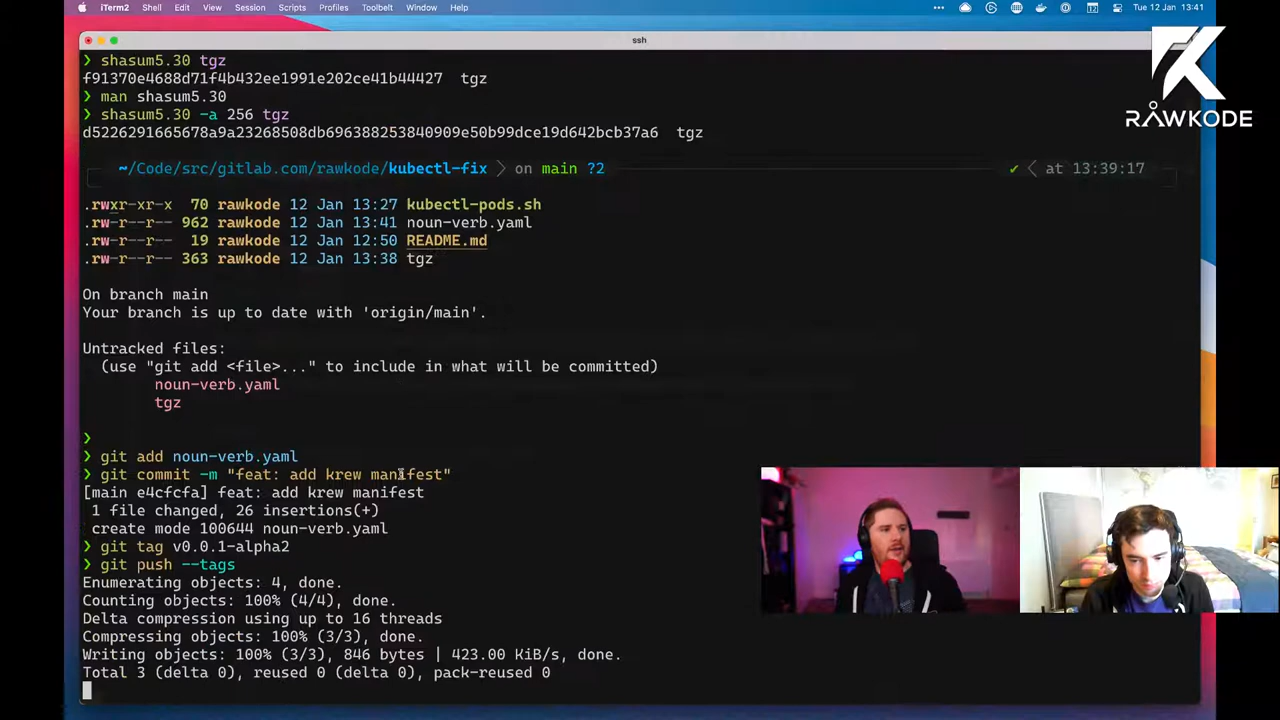 iTerm2 Shell Edit View Session Scripts Profiles Toolbelt Window Help
Tue 12 Jan 13:41
ssh
RAWKODE
❯ shasum5.30 tgz
f91370e4688d71f4b432ee1991e202ce41b44427  tgz
❯ man shasum5.30
❯ shasum5.30 -a 256 tgz
d5226291665678a9a23268508db696388253840909e50b99dce19d642bcb37a6  tgz
~/Code/src/gitlab.com/rawkode/kubectl-fix on main ?2 ✔ at 13:39:17
.rwxr-xr-x  70 rawkode 12 Jan 13:27 kubectl-pods.sh
.rw-r--r-- 962 rawkode 12 Jan 13:41 noun-verb.yaml
.rw-r--r--  19 rawkode 12 Jan 12:50 README.md
.rw-r--r-- 363 rawkode 12 Jan 13:38 tgz
On branch main
Your branch is up to date with 'origin/main'.
Untracked files:
(use "git add <file>..." to include in what will be committed)
noun-verb.yaml
tgz
❯
❯ git add noun-verb.yaml
❯ git commit -m "feat: add krew manifest"
[main e4cfcfa] feat: add krew manifest
1 file changed, 26 insertions(+)
create mode 100644 noun-verb.yaml
❯ git tag v0.0.1-alpha2
❯ git push --tags
Enumerating objects: 4, done.
Counting objects: 100% (4/4), done.
Delta compression using up to 16 threads
Compressing objects: 100% (3/3), done.
Writing objects: 100% (3/3), 846 bytes | 423.00 KiB/s, done.
Total 3 (delta 0), reused 0 (delta 0), pack-reused 0